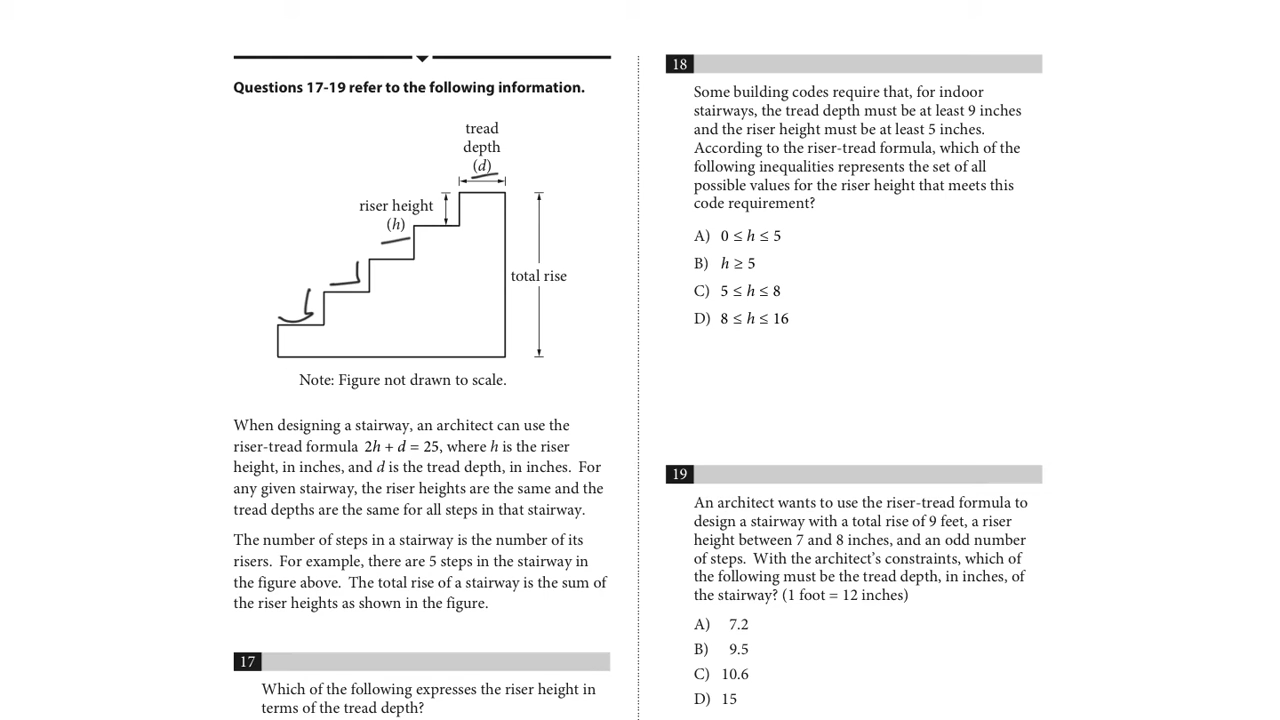 Questions 17-19 refer to the following information.
tread
depth
(d)
riser height
(h)
total rise
Note: Figure not drawn to scale.
When designing a stairway, an architect can use the
riser-tread formula 2h + d = 25, where h is the riser
height, in inches, and d is the tread depth, in inches. For
any given stairway, the riser heights are the same and the
tread depths are the same for all steps in that stairway.
The number of steps in a stairway is the number of its
risers. For example, there are 5 steps in the stairway in
the figure above. The total rise of a stairway is the sum of
the riser heights as shown in the figure.
17
Which of the following expresses the riser height in
terms of the tread depth?
18
Some building codes require that, for indoor
stairways, the tread depth must be at least 9 inches
and the riser height must be at least 5 inches.
According to the riser-tread formula, which of the
following inequalities represents the set of all
possible values for the riser height that meets this
code requirement?
A) 0 ≤ h ≤ 5
B) h ≥ 5
C) 5 ≤ h ≤ 8
D) 8 ≤ h ≤ 16
19
An architect wants to use the riser-tread formula to
design a stairway with a total rise of 9 feet, a riser
height between 7 and 8 inches, and an odd number
of steps. With the architect's constraints, which of
the following must be the tread depth, in inches, of
the stairway? (1 foot = 12 inches)
A) 7.2
B) 9.5
C) 10.6
D) 15